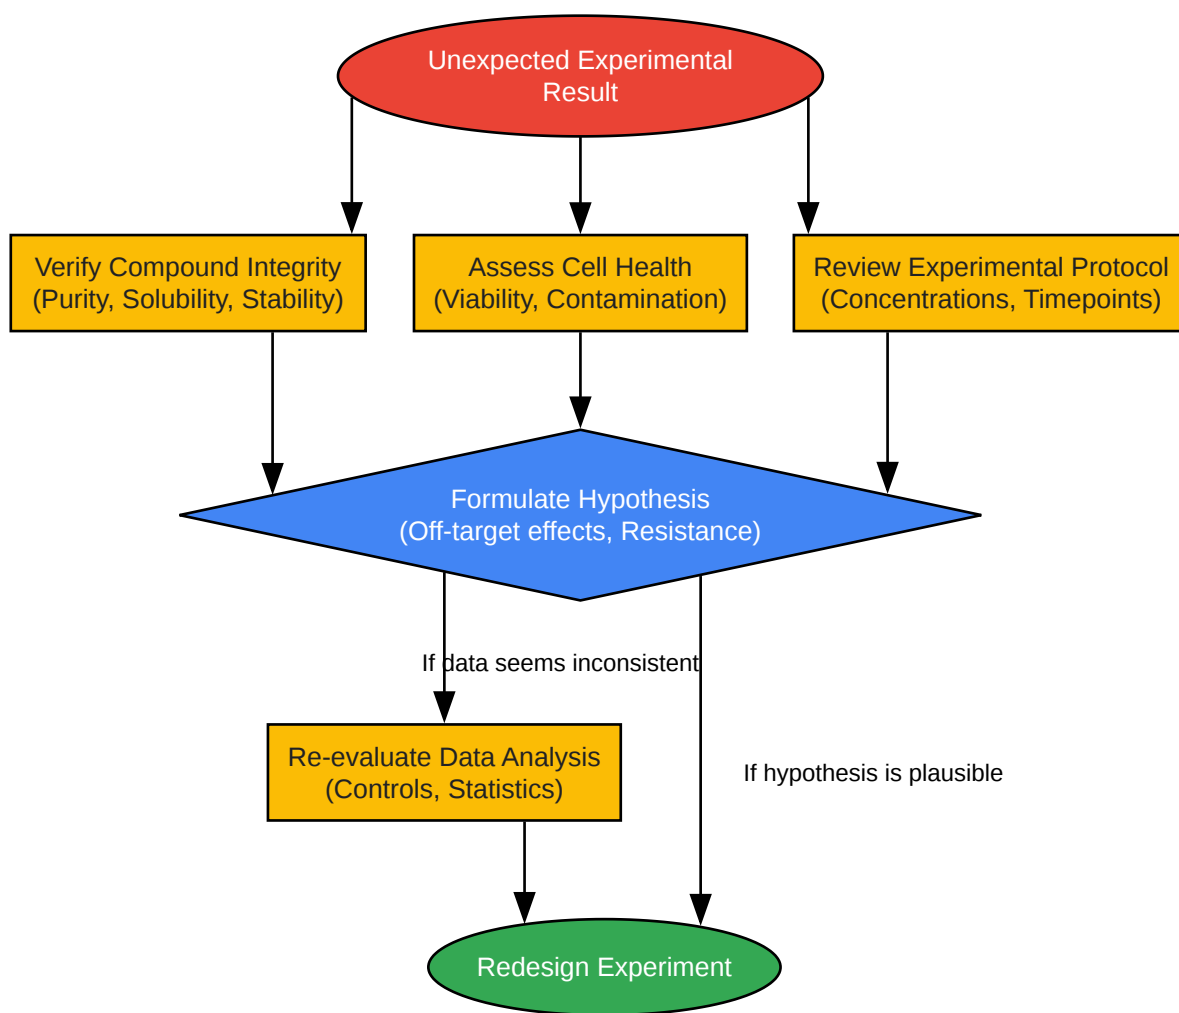 Unexpected Experimental
Result
Verify Compound Integrity
(Purity, Solubility, Stability)
Assess Cell Health
(Viability, Contamination)
Review Experimental Protocol
(Concentrations, Timepoints)
Formulate Hypothesis
(Off-target effects, Resistance)
If data seems inconsistent
Re-evaluate Data Analysis
(Controls, Statistics)
If hypothesis is plausible
Redesign Experiment